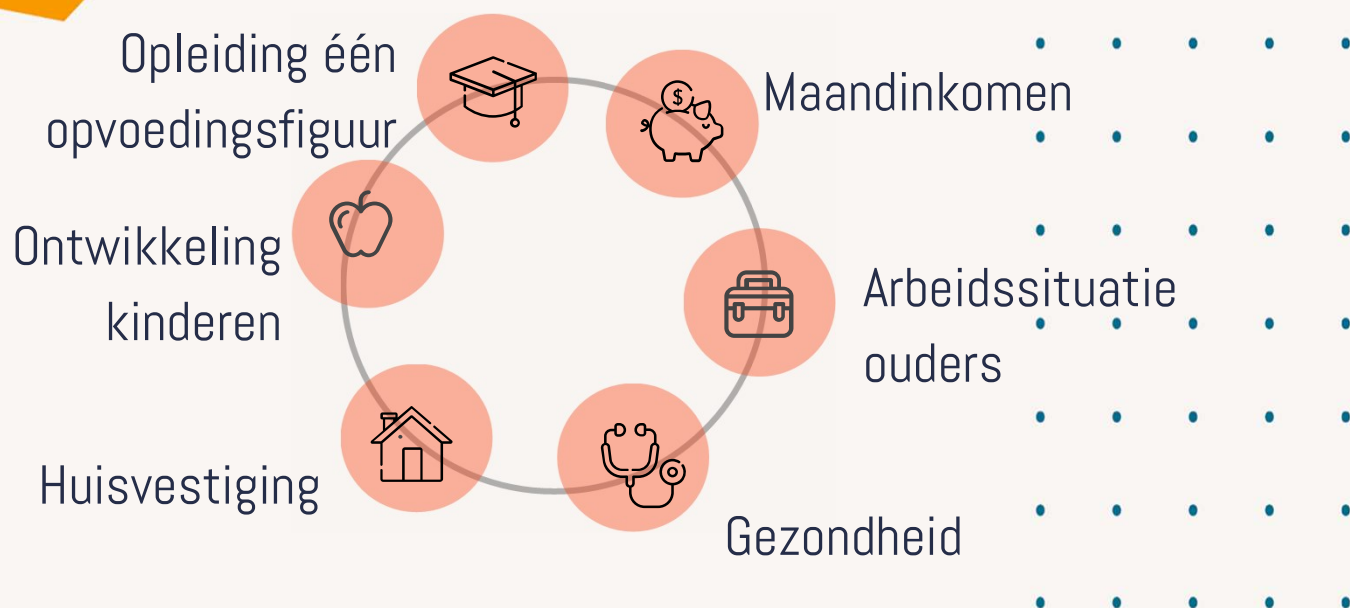 Opleiding één
opvoedingsfiguur
Maandinkomen
Ontwikkeling
kinderen
Arbeidssituatie
ouders
Huisvestiging
Gezondheid
$